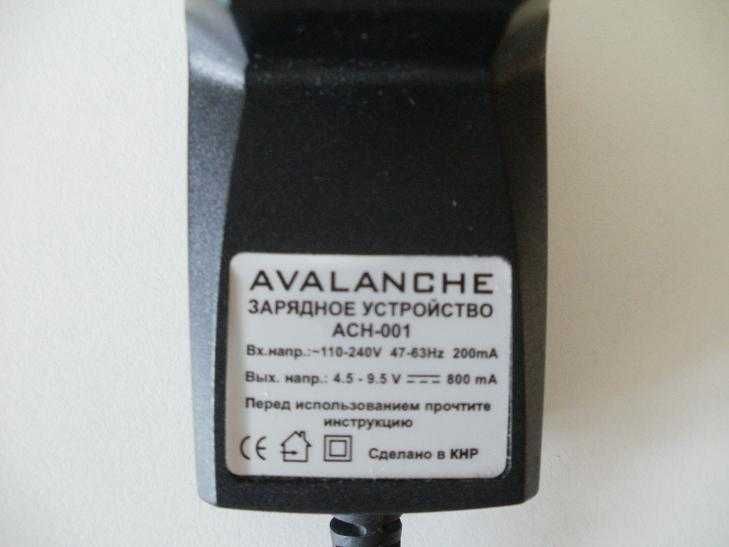 AVALANCHE
ЗАРЯДНОЕ УСТРОЙСТВО
ACH-001
Вх.напр.:~110-240V 47-63Hz 200mA
Вых. напр.: 4.5 - 9.5 V 800 mA
Перед использованием прочтите
инструкцию
CE Сделано в КНР